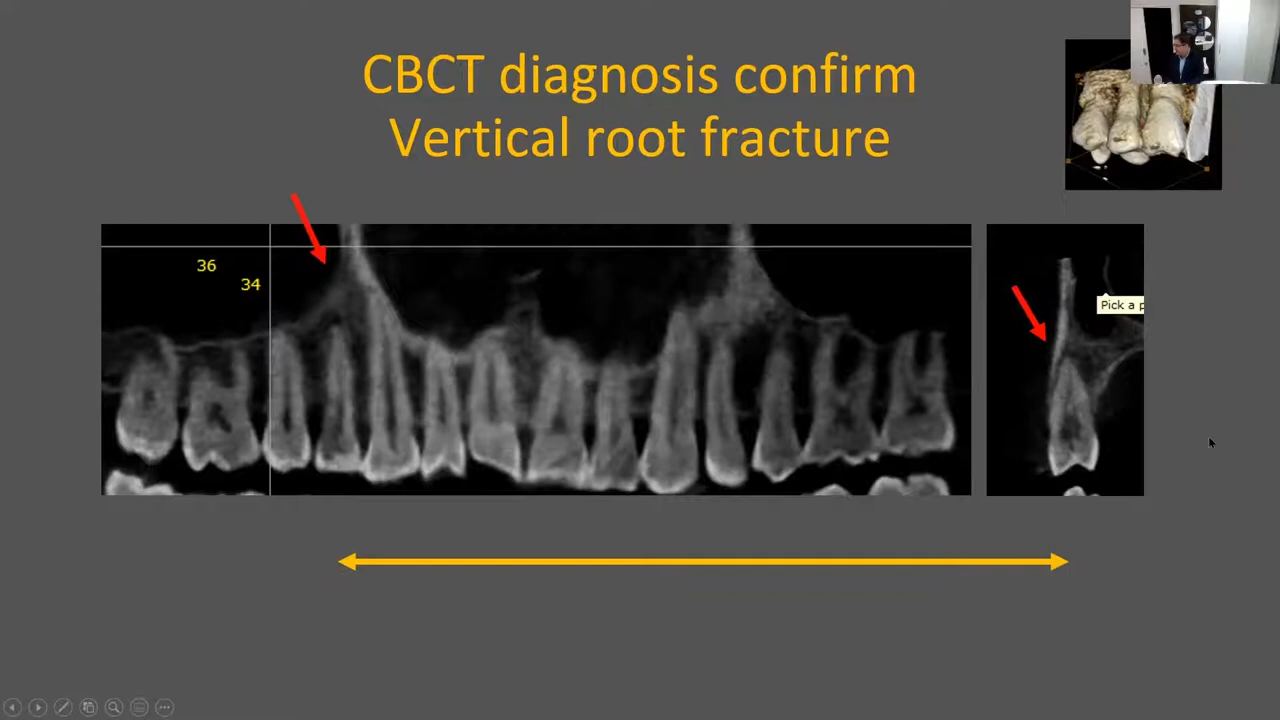 CBCT diagnosis confirm
Vertical root fracture
36
34
Pick a p